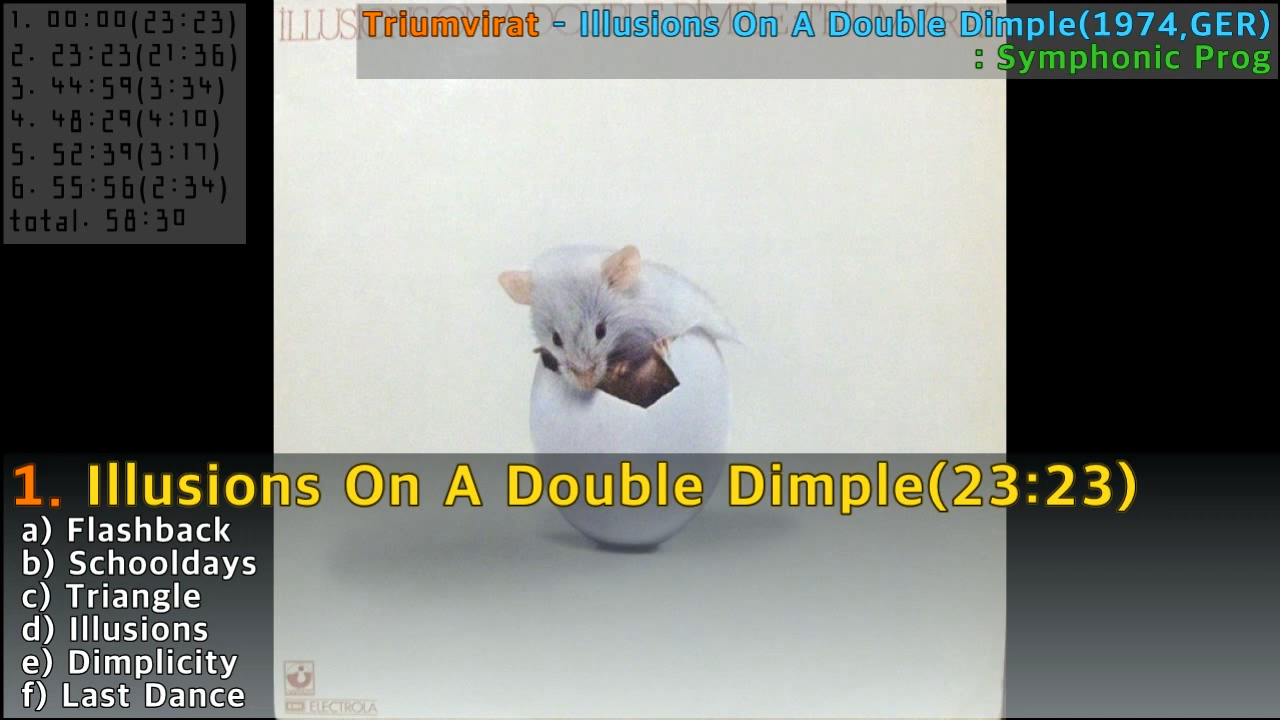 1. 00:00(23:23)
2. 23:23(21:36)
3. 44:59(3:34)
4. 48:29(4:10)
5. 52:39(3:17)
6. 55:56(2:34)
total. 58:30
Triumvirat - Illusions On A Double Dimple(1974,GER)
: Symphonic Prog
1. Illusions On A Double Dimple(23:23)
a) Flashback
b) Schooldays
c) Triangle
d) Illusions
e) Dimplicity
f) Last Dance
ELECTROLA